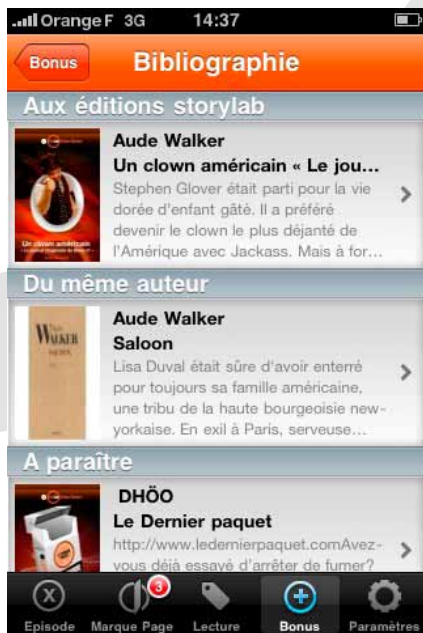 Orange F 3G 14:37
Bonus
Bibliographie
Aux éditions storylab
Aude Walker
Un clown américain « Le jou...
Stephen Glover était parti pour la vie
dorée d'enfant gâté. Il a préféré
devenir le clown le plus déjanté de
l'Amérique avec Jackass. Mais à for...
Un clown américain
Du même auteur
WALKER
Aude Walker
Saloon
Lisa Duval était sûre d'avoir enterré
pour toujours sa famille américaine,
une tribu de la haute bourgeoisie new-
yorkaise. En exil à Paris, serveuse...
A paraître
DHÖO
Le Dernier paquet
http://www.ledernierpaquet.comAvez-
vous déjà essayé d'arrêter de fumer?
3
Episode
Marque Page
Lecture
Bonus
Paramètres